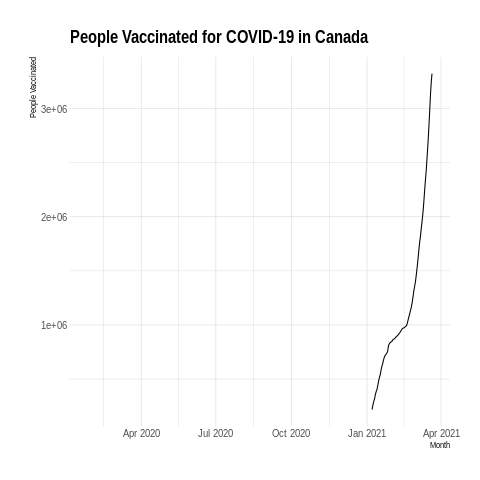 People Vaccinated for COVID-19 in Canada
People Vaccinated
3e+06
2e+06
1e+06
Apr 2020 Jul 2020 Oct 2020 Jan 2021 Apr 2021
Month